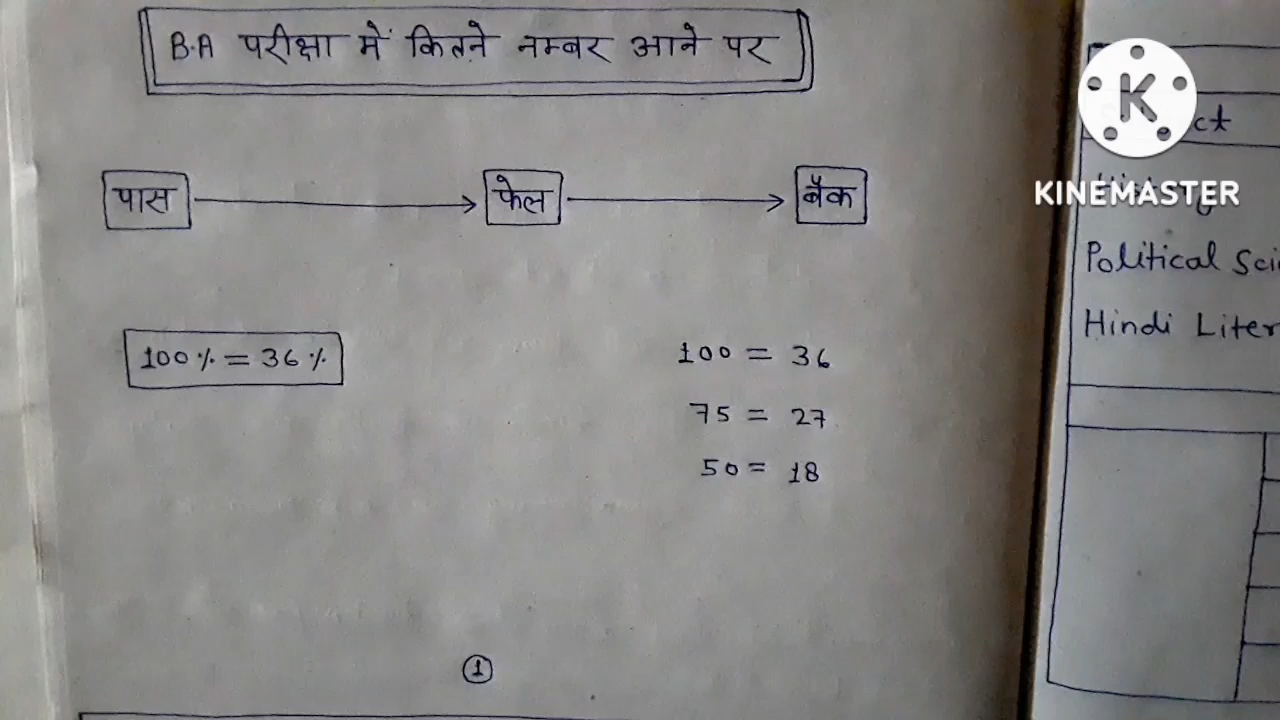 B.A परीक्षा में कितने नम्बर आने पर
पास फेल बैक
100% = 36%
100 = 36
75 = 27
50 = 18
1
KINEMASTER
ct
Political Sci
Hindi Liter